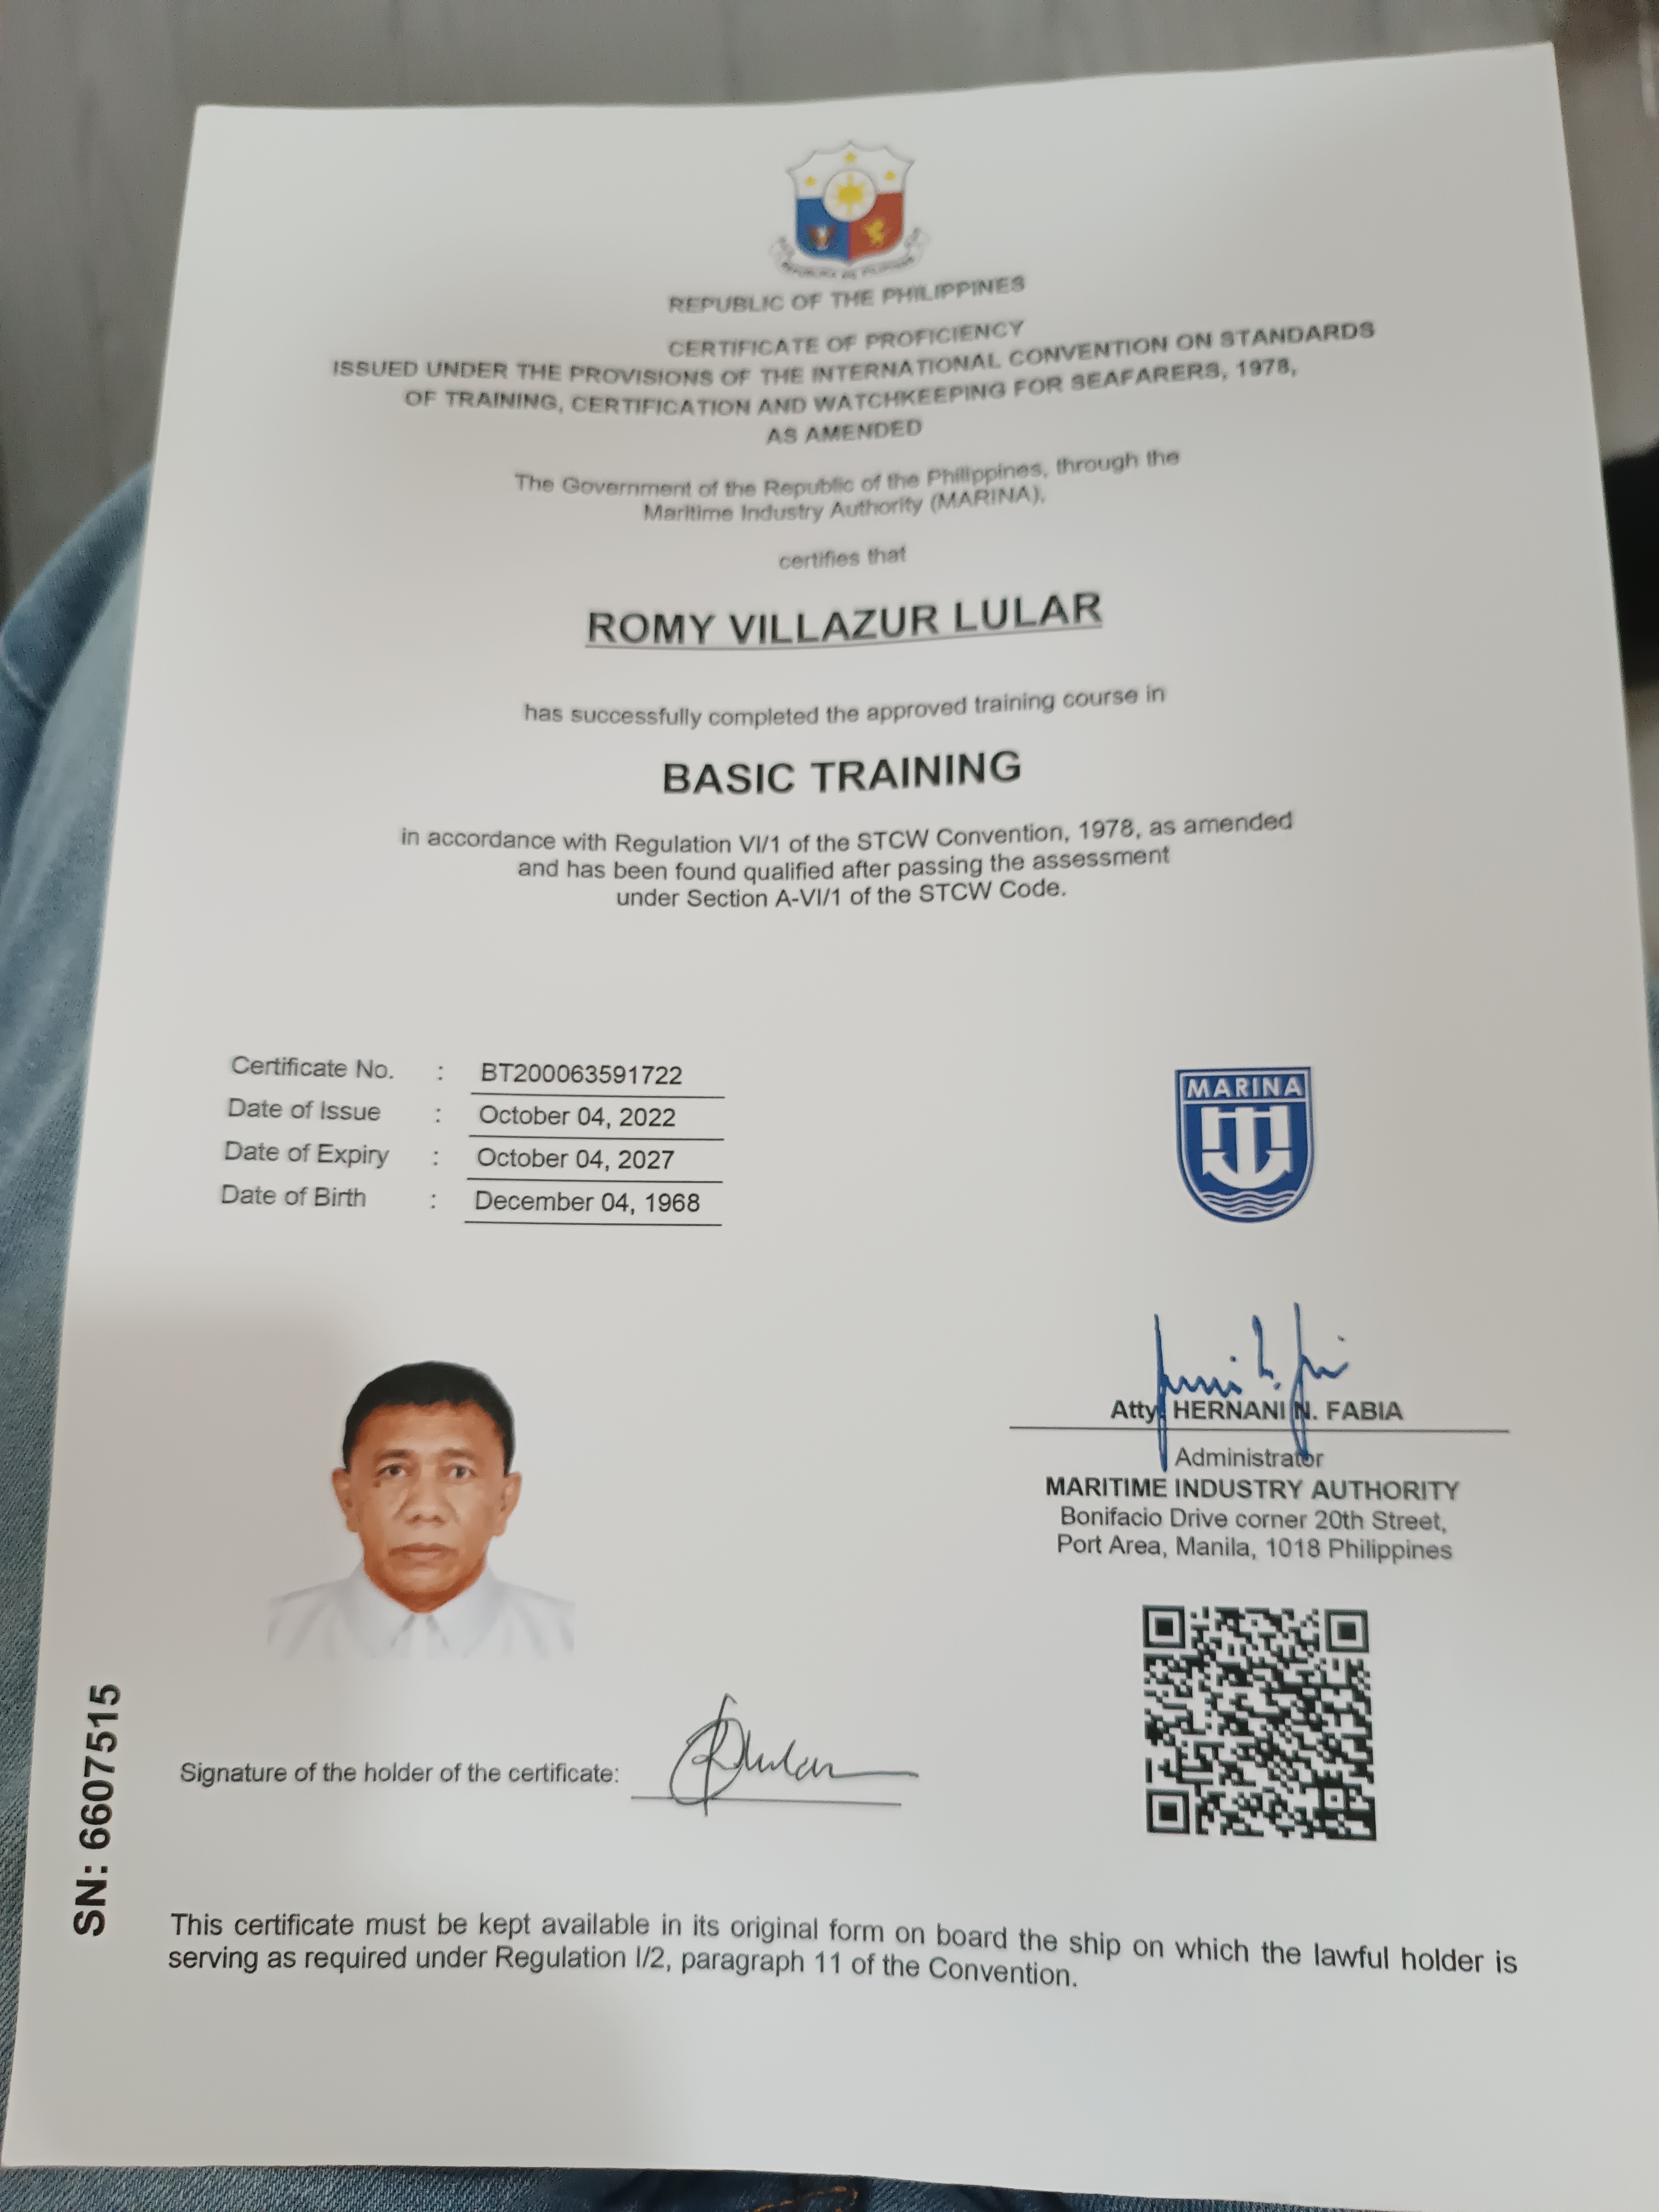 REPUBLIC OF THE PHILIPPINES
CERTIFICATE OF PROFICIENCY
ISSUED UNDER THE PROVISIONS OF THE INTERNATIONAL CONVENTION ON STANDARDS
OF TRAINING, CERTIFICATION AND WATCHKEEPING FOR SEAFARERS, 1978,
AS AMENDED
The Government of the Republic of the Philippines, through the
Maritime Industry Authority (MARINA),
certifies that
ROMY VILLAZUR LULAR
has successfully completed the approved training course in
BASIC TRAINING
in accordance with Regulation VI/1 of the STCW Convention, 1978, as amended
and has been found qualified after passing the assessment
under Section A-VI/1 of the STCW Code.
Certificate No. : BT200063591722
Date of Issue : October 04, 2022
Date of Expiry : October 04, 2027
Date of Birth : December 04, 1968
MARINA
Atty. HERNANI N. FABIA
Administrator
MARITIME INDUSTRY AUTHORITY
Bonifacio Drive corner 20th Street,
Port Area, Manila, 1018 Philippines
Signature of the holder of the certificate:
SN: 6607515
This certificate must be kept available in its original form on board the ship on which the lawful holder is
serving as required under Regulation I/2, paragraph 11 of the Convention.